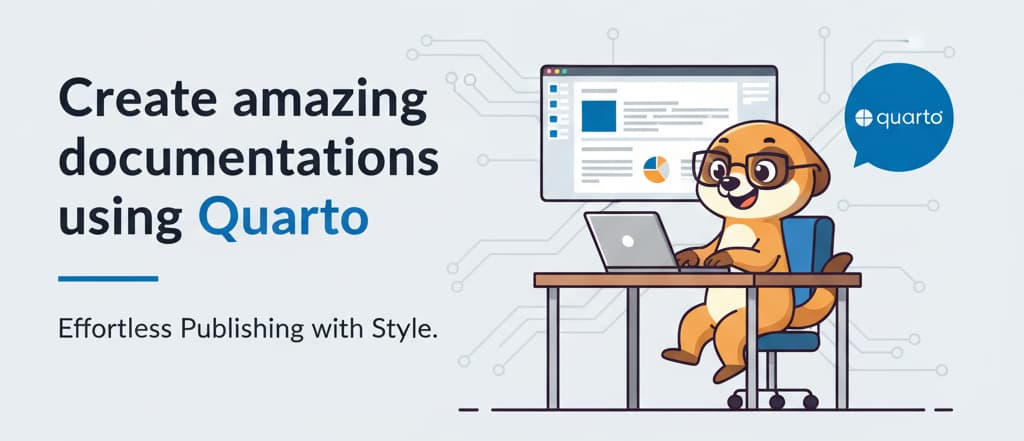 Create amazing
documentations
using Quarto
Effortless Publishing with Style.
quarto